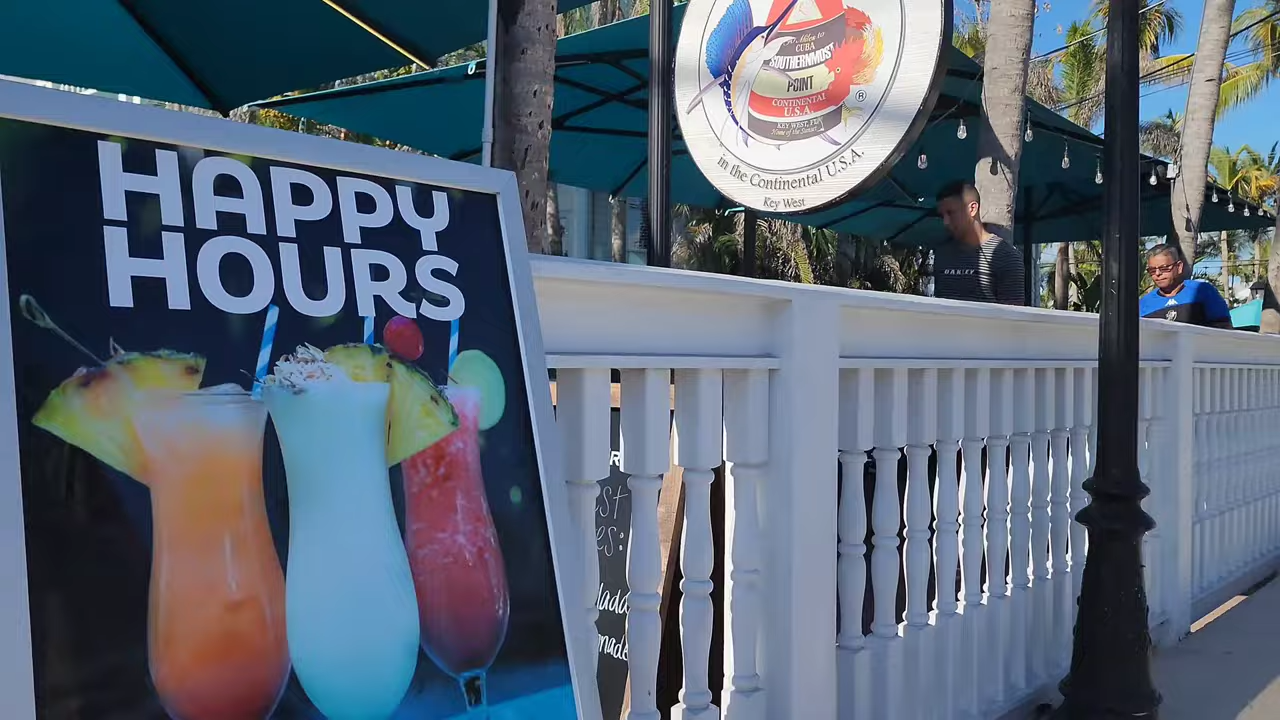 HAPPY
HOURS
90 Miles to
CUBA
SOUTHERNMOST
POINT
CONTINENTAL
U.S.A.
KEY WEST, FL
Home of the Sunset
®
in the Continental U.S.A.
Key West
OAKLEY